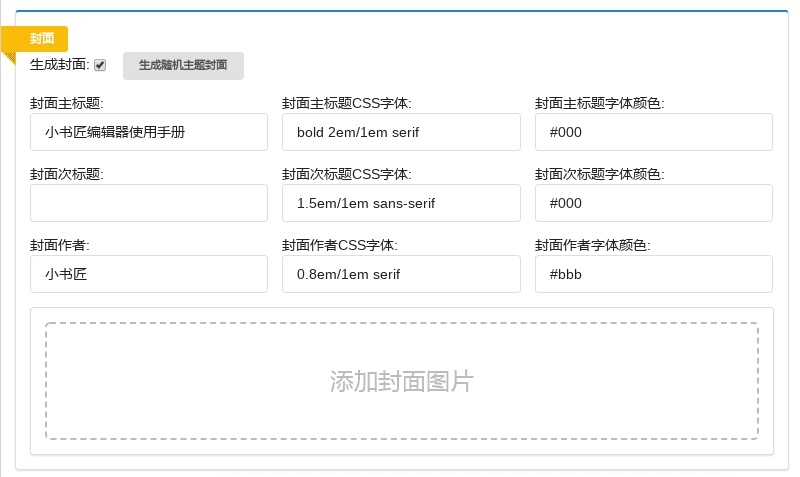 封面
生成封面: 生成随机主题封面
封面主标题: 封面主标题CSS字体: 封面主标题字体颜色:
小书匠编辑器使用手册 bold 2em/1em serif #000
封面次标题: 封面次标题CSS字体: 封面次标题字体颜色:
1.5em/1em sans-serif #000
封面作者: 封面作者CSS字体: 封面作者字体颜色:
小书匠 0.8em/1em serif #bbb
添加封面图片